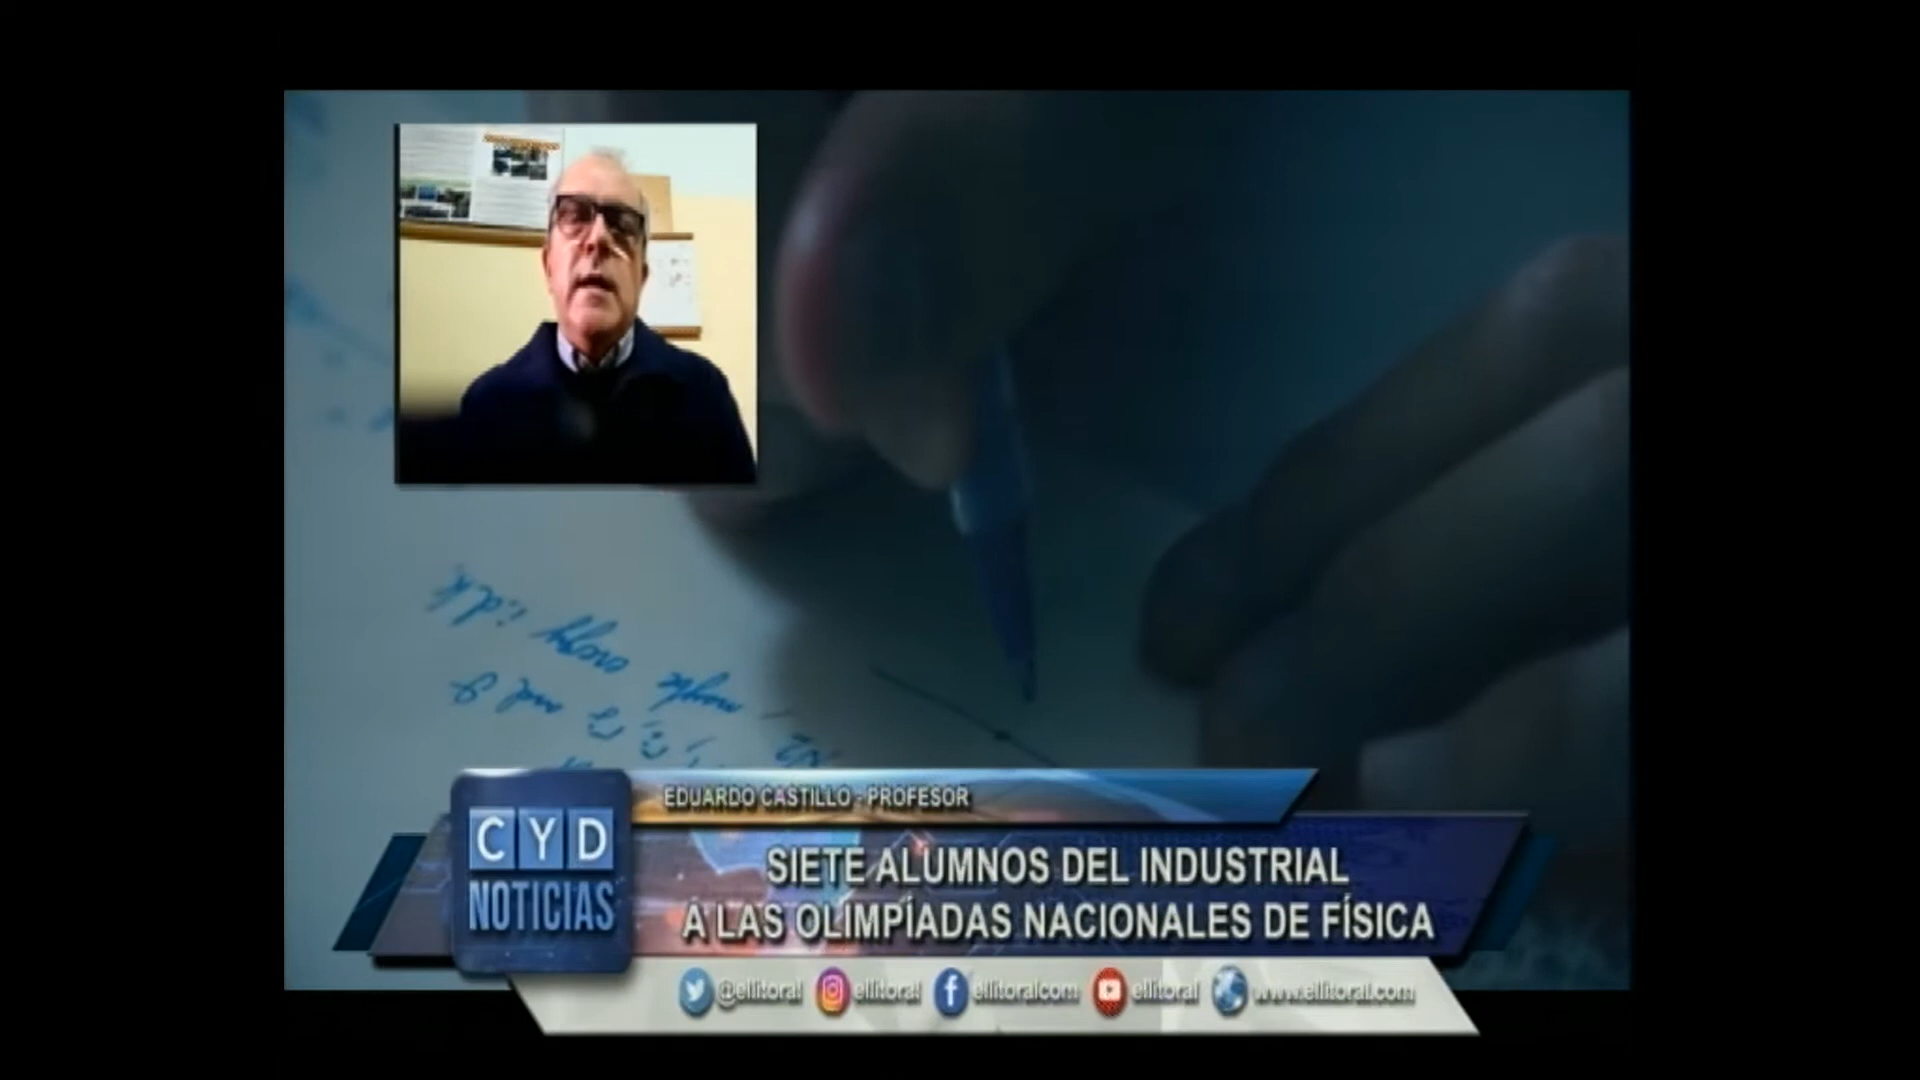 EDUARDO CASTILLO - PROFESOR
CYD
NOTICIAS
SIETE ALUMNOS DEL INDUSTRIAL
A LAS OLIMPÍADAS NACIONALES DE FÍSICA
@ellitoral ellitoral ellitoralcom ellitoral www.ellitoral.com